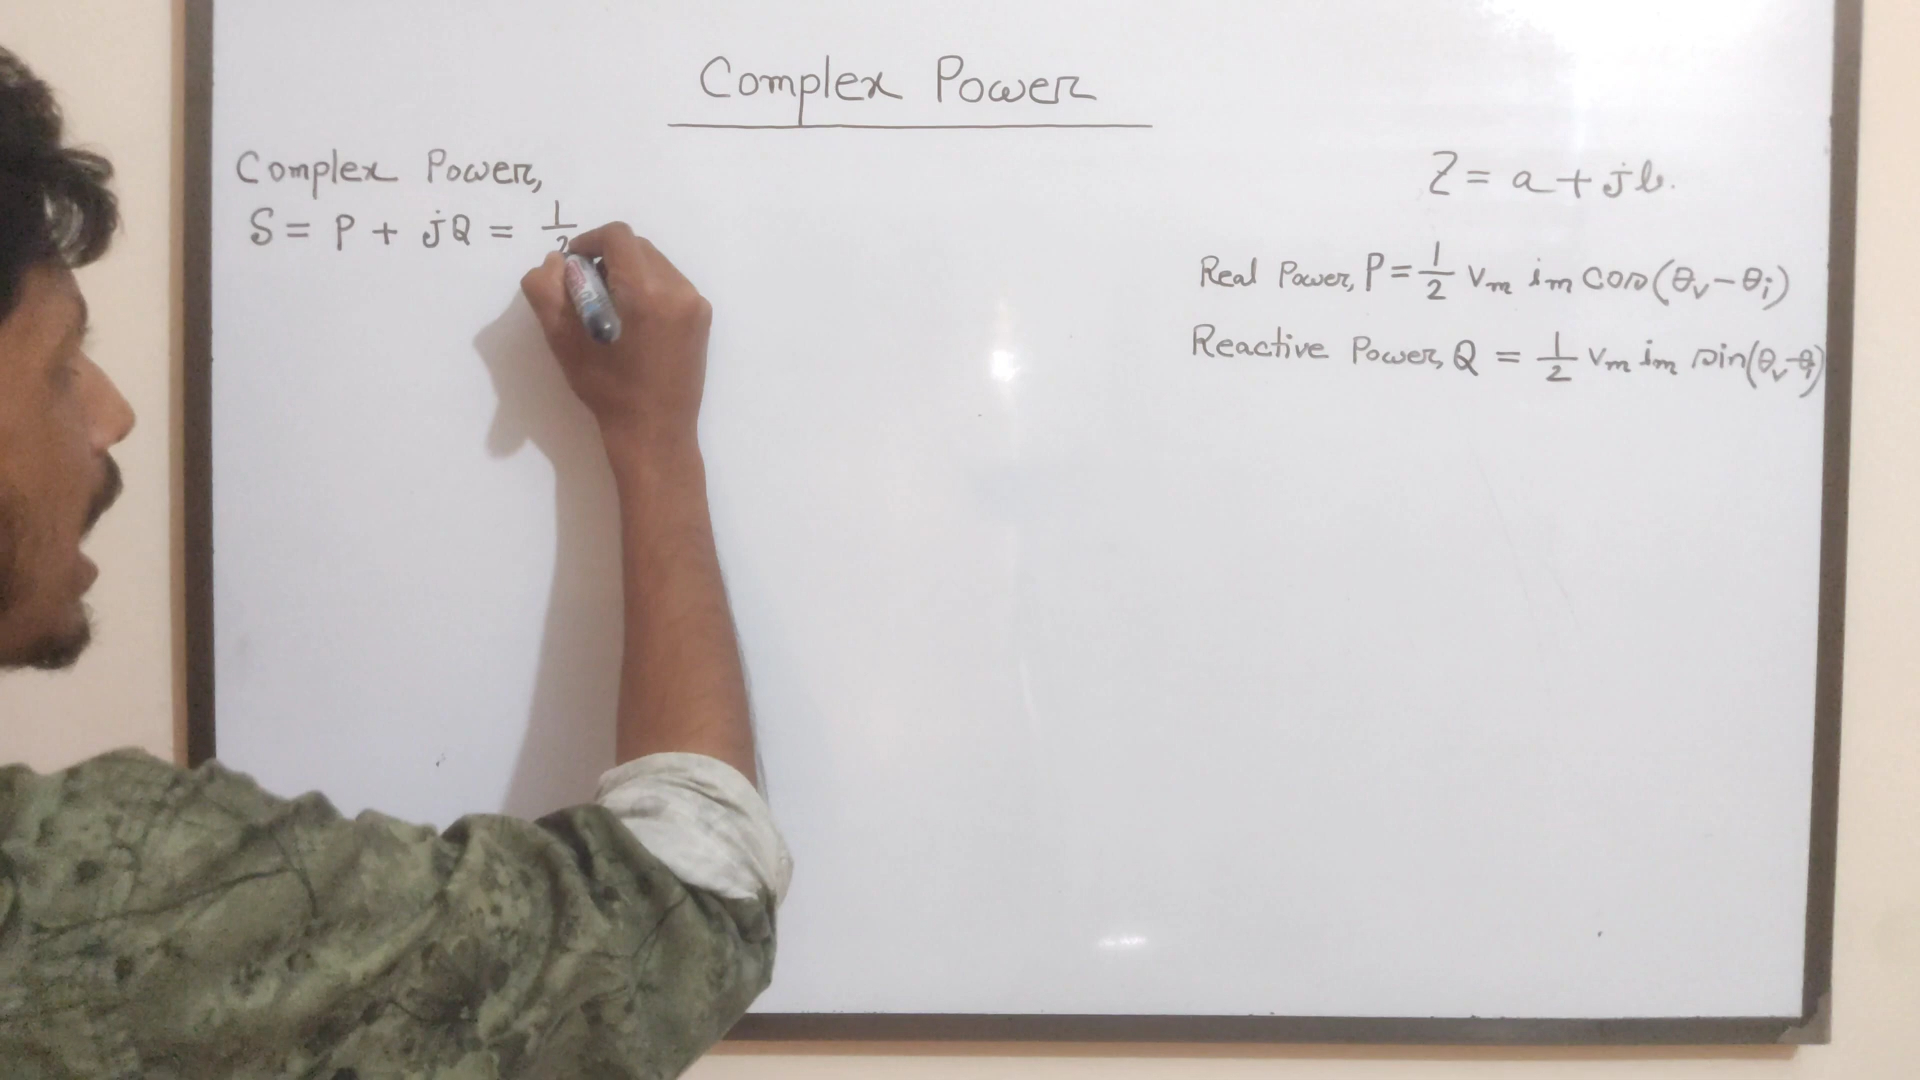 Complex Power
Complex Power,
S = P + jQ = 1/2
Z = a + jb.
Real Power, P = 1/2 Vm im cos(θv - θi)
Reactive Power, Q = 1/2 Vm im sin(θv - θi)